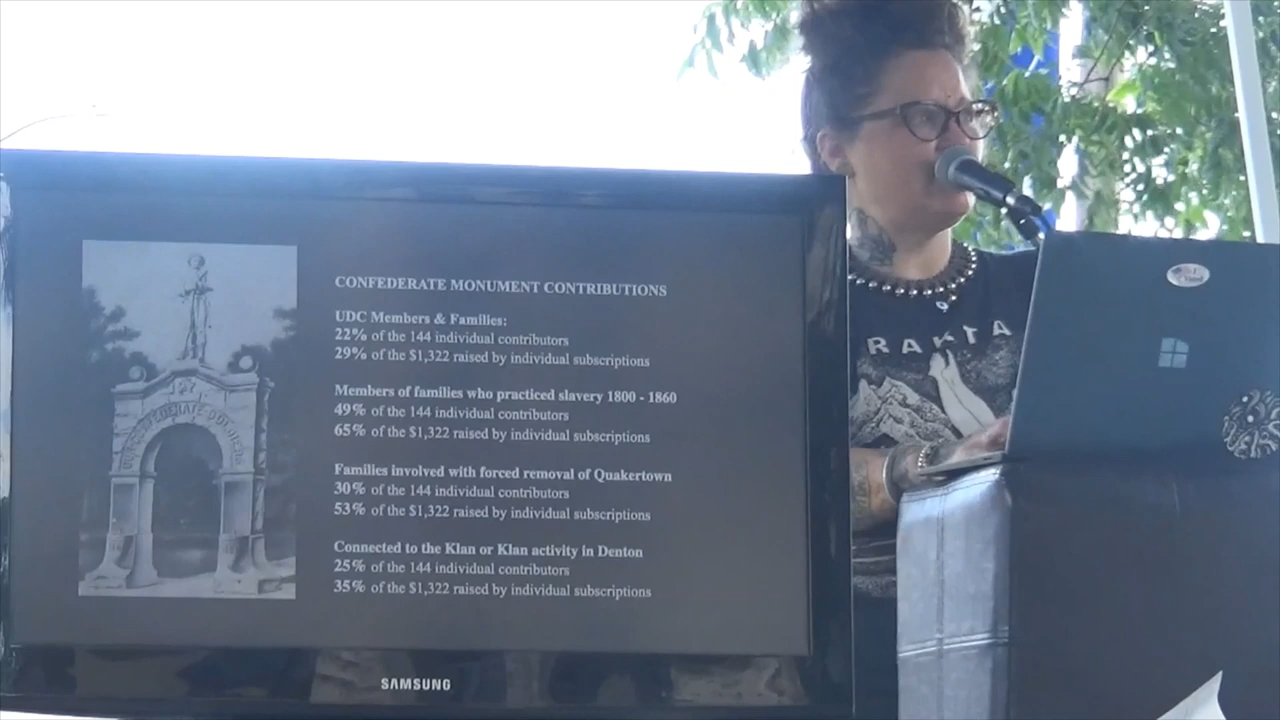 CONFEDERATE MONUMENT CONTRIBUTIONS
UDC Members & Families:
22% of the 144 individual contributors
29% of the $1,322 raised by individual subscriptions
Members of families who practiced slavery 1800 - 1860
49% of the 144 individual contributors
65% of the $1,322 raised by individual subscriptions
Families involved with forced removal of Quakertown
30% of the 144 individual contributors
53% of the $1,322 raised by individual subscriptions
Connected to the Klan or Klan activity in Denton
25% of the 144 individual contributors
35% of the $1,322 raised by individual subscriptions
SAMSUNG